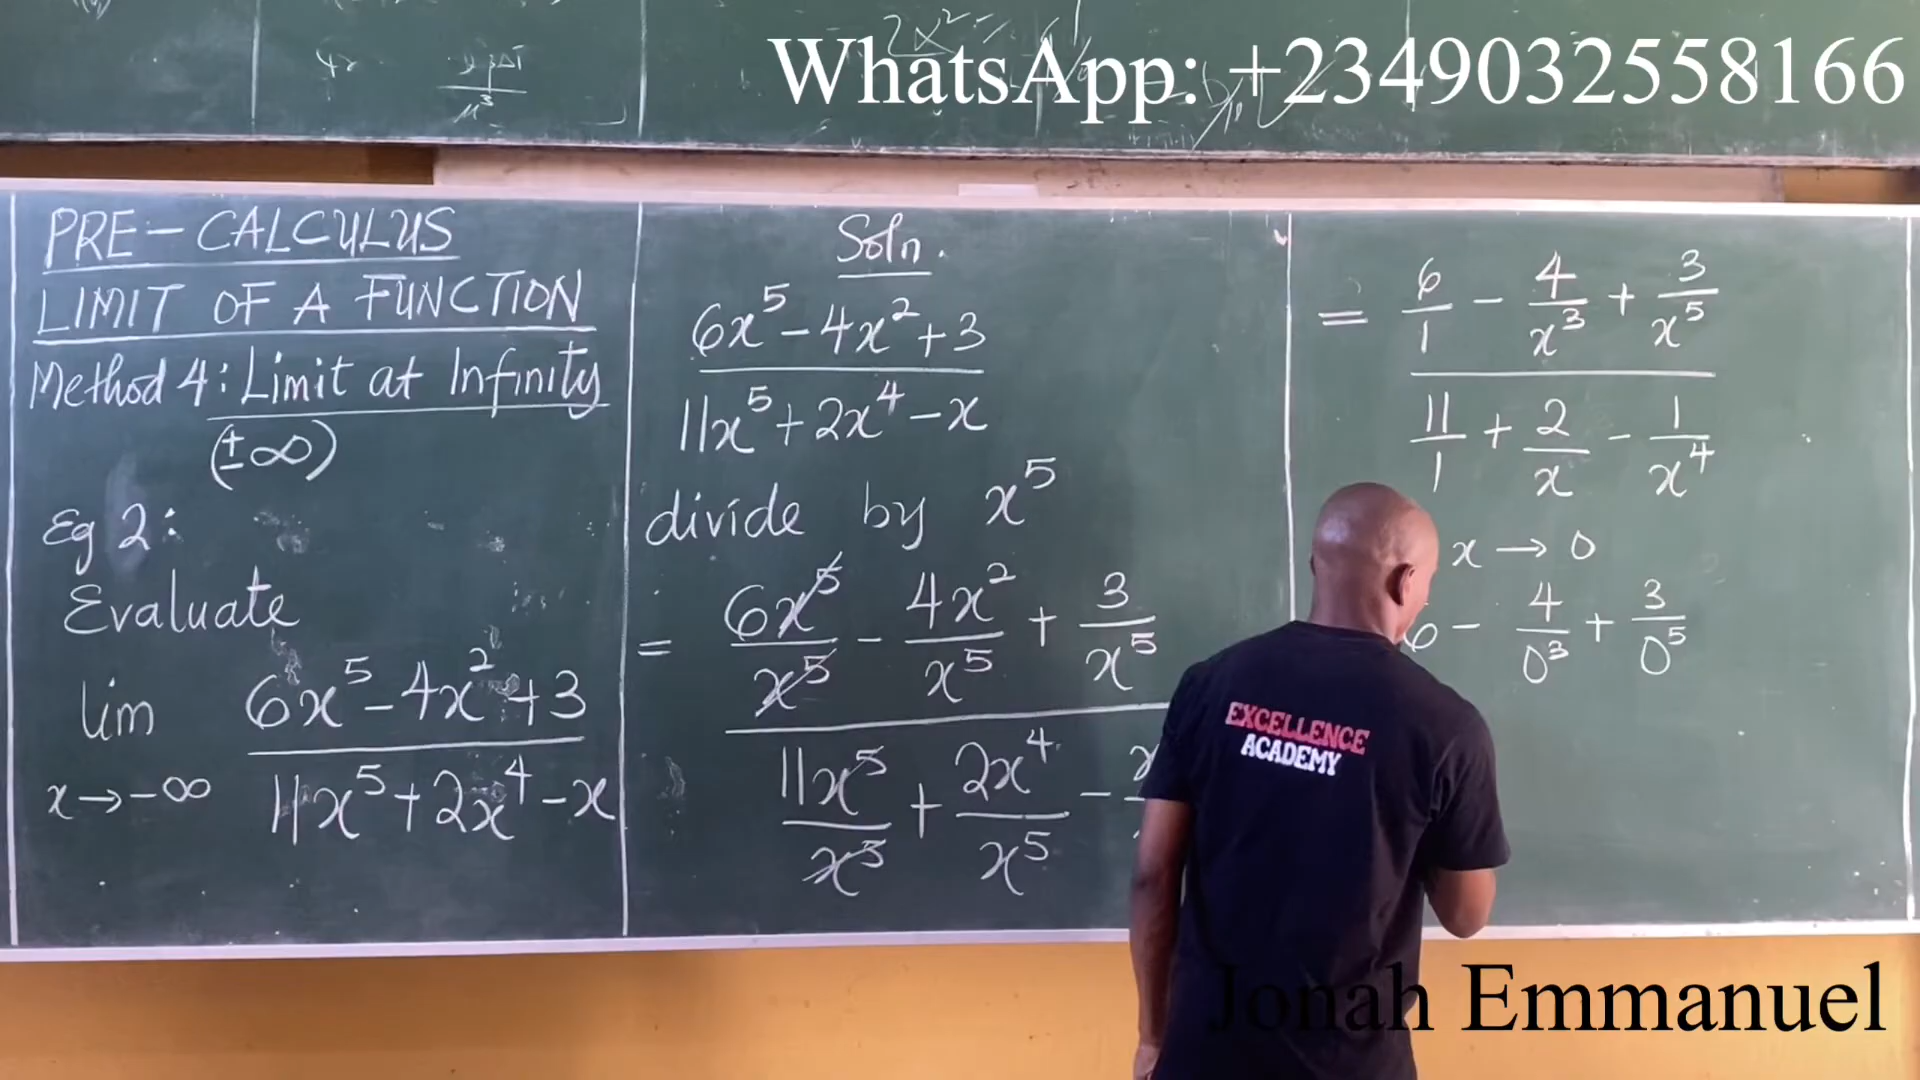 WhatsApp: +2349032558166
PRE-CALCULUS
LIMIT OF A FUNCTION
Method 4: Limit at Infinity
(±∞)
Eg 2:
Evaluate
lim 6x⁵-4x²+3
x→-∞ 11x⁵+2x⁴-x
Soln.
6x⁵-4x²+3
11x⁵+2x⁴-x
divide by x⁵
= 6x⁵/x⁵ - 4x²/x⁵ + 3/x⁵
11x⁵/x⁵ + 2x⁴/x⁵ -
= 6/1 - 4/x³ + 3/x⁵
11/1 + 2/x - 1/x⁴
x→0
6 - 4/0³ + 3/0⁵
EXCELLENCE
ACADEMY
Jonah Emmanuel